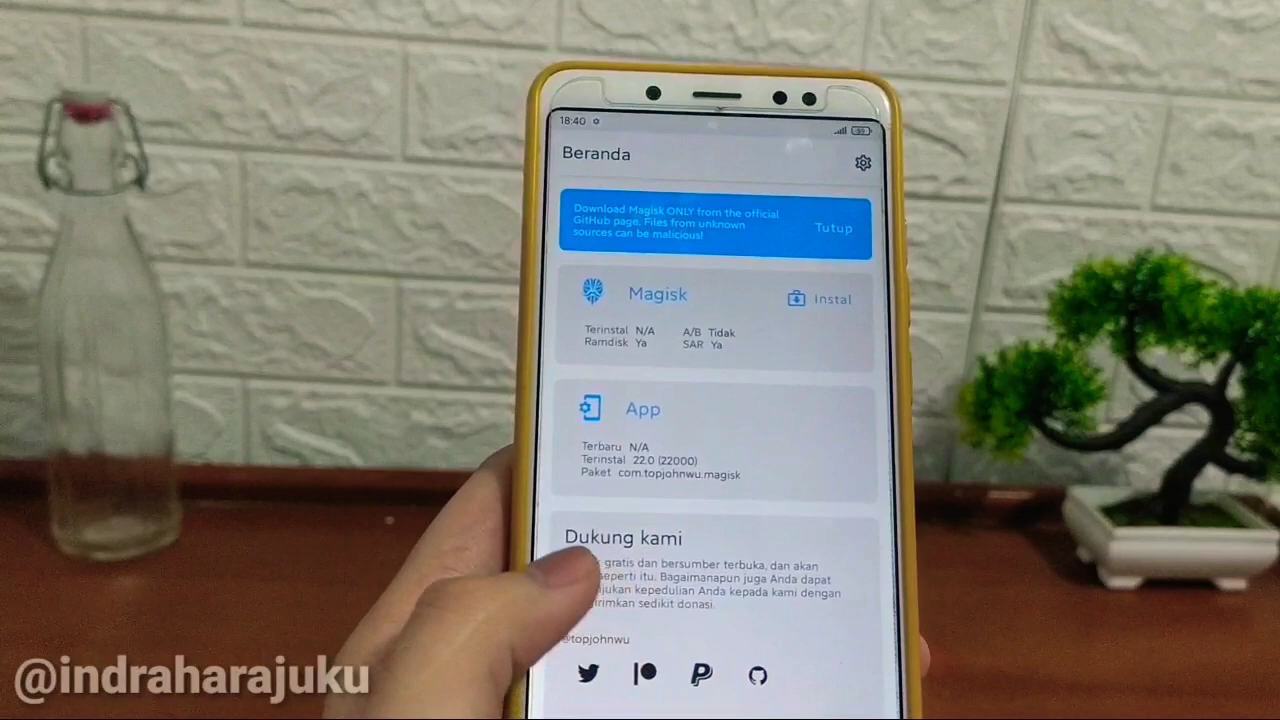 18:40
59
Beranda
Download Magisk ONLY from the official
GitHub page. Files from unknown
sources can be malicious!
Tutup
Magisk
Instal
Terinstal N/A A/B Tidak
Ramdisk Ya SAR Ya
App
Terbaru N/A
Terinstal 22.0 (22000)
Paket com.topjohnwu.magisk
Dukung kami
gratis dan bersumber terbuka, dan akan
seperti itu. Bagaimanapun juga Anda dapat
kepedulian Anda kepada kami dengan
sedikit donasi.
@topjohnwu
@indraharajuku